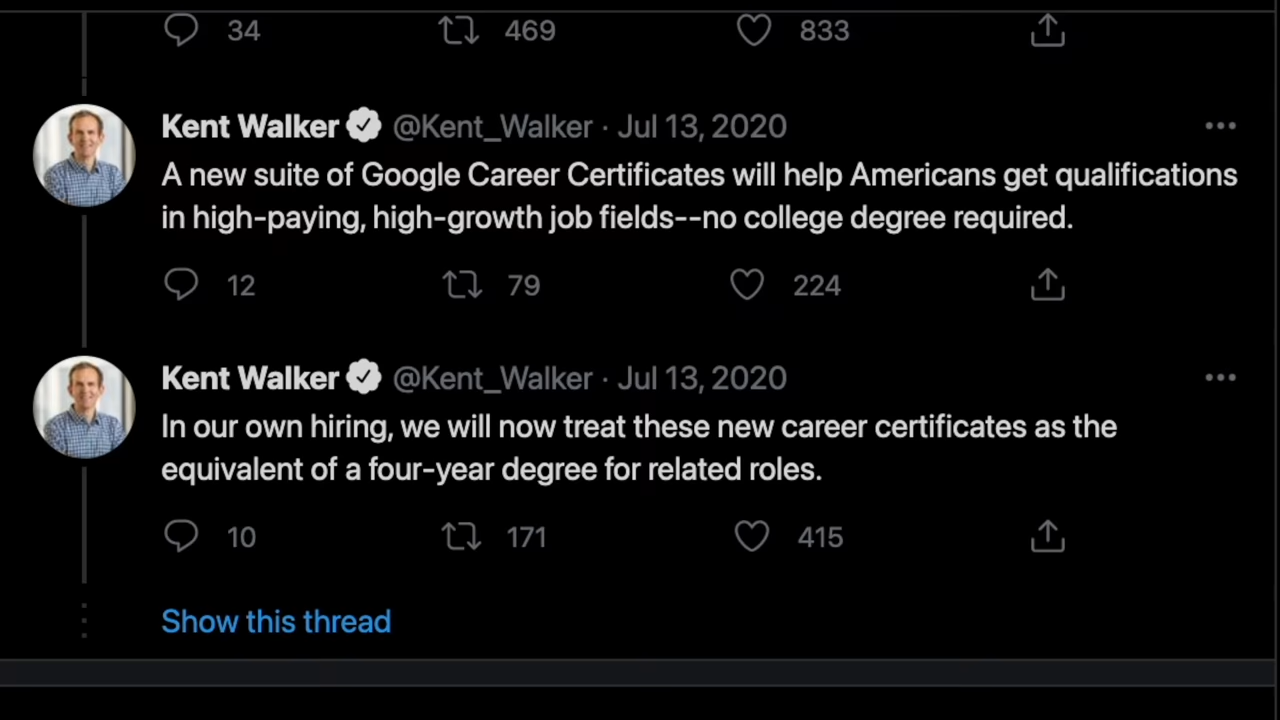 34 469 833
Kent Walker @Kent_Walker · Jul 13, 2020
A new suite of Google Career Certificates will help Americans get qualifications
in high-paying, high-growth job fields--no college degree required.
12 79 224
Kent Walker @Kent_Walker · Jul 13, 2020
In our own hiring, we will now treat these new career certificates as the
equivalent of a four-year degree for related roles.
10 171 415
Show this thread